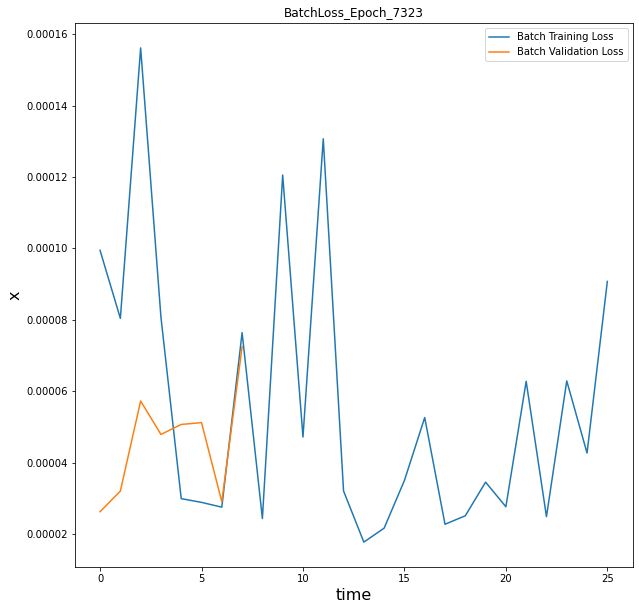 BatchLoss_Epoch_7323
Batch Training Loss
Batch Validation Loss
0.00016
0.00014
0.00012
0.00010
0.00008
0.00006
0.00004
0.00002
x
0 5 10 15 20 25
time